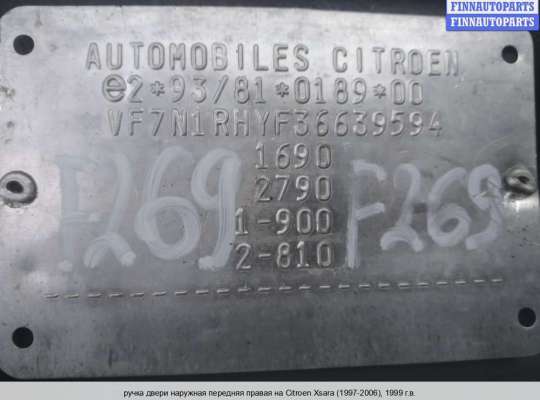 FINNAUTOPARTS
FINNAUTOPARTS
AUTOMOBILES CITROEN
e2*93/81*0189*00
VF7N1RHYF36639594
1690
2790
1-900
2-810
F269
F269
ручка двери наружная передняя правая на Citroen Xsara (1997-2006), 1999 г.в.